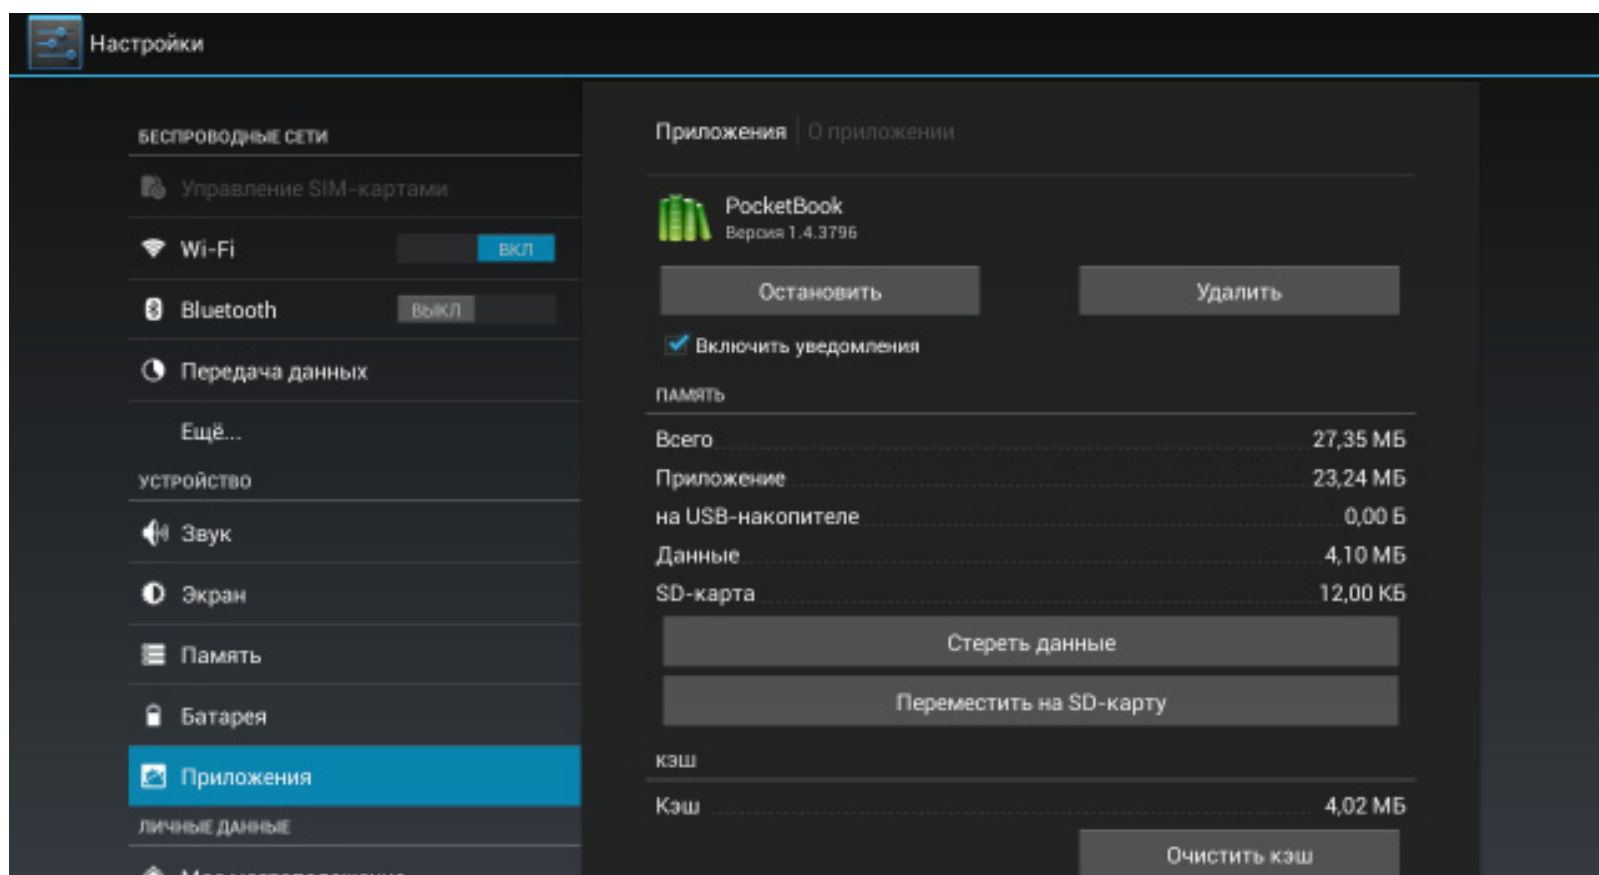 Настройки
БЕСПРОВОДНЫЕ СЕТИ
Управление SIM-картами
Wi-Fi ВКЛ
Bluetooth ВЫКЛ
Передача данных
Ещё...
УСТРОЙСТВО
Звук
Экран
Память
Батарея
Приложения
ЛИЧНЫЕ ДАННЫЕ
Приложения О приложении
PocketBook
Версия 1.4.3796
Остановить Удалить
Включить уведомления
ПАМЯТЬ
Всего 27,35 МБ
Приложение 23,24 МБ
на USB-накопителе 0,00 Б
Данные 4,10 МБ
SD-карта 12,00 КБ
Стереть данные
Переместить на SD-карту
КЭШ
Кэш 4,02 МБ
Очистить кэш